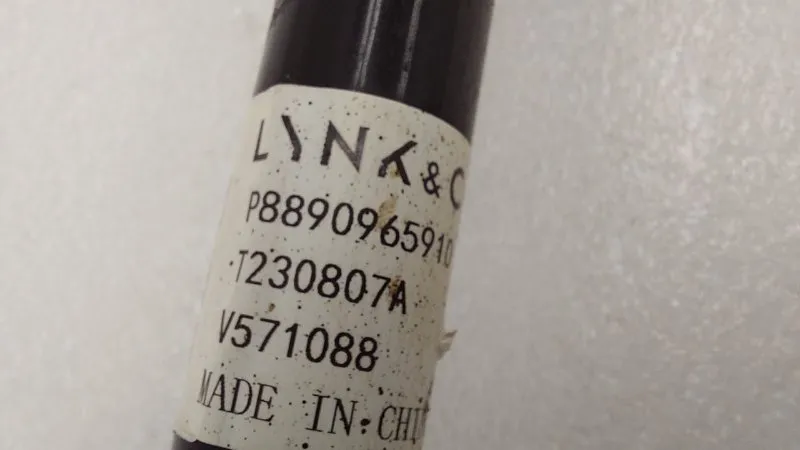 LYNK & C
P8890965910
T230807A
V571088
MADE IN CHI